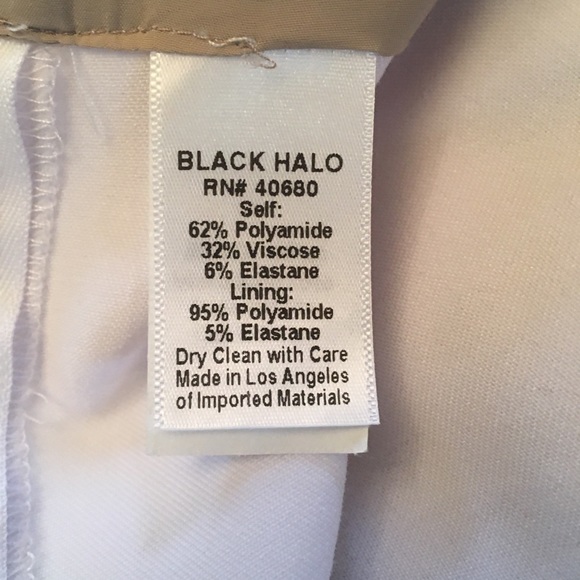 BLACK HALO
RN# 40680
Self:
62% Polyamide
32% Viscose
6% Elastane
Lining:
95% Polyamide
5% Elastane
Dry Clean with Care
Made in Los Angeles
of Imported Materials